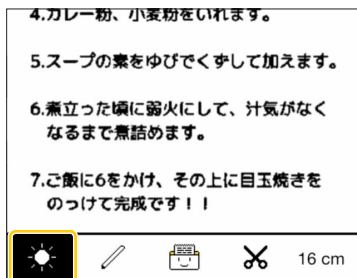 4.カレー粉、小麦粉をいれます。
5.スープの素をゆびでくずして加えます。
6.煮立った頃に弱火にして、汁気がなく
なるまで煮詰めます。
7.ご飯に6をかけ、その上に目玉焼きを
のっけて完成です！！
16 cm